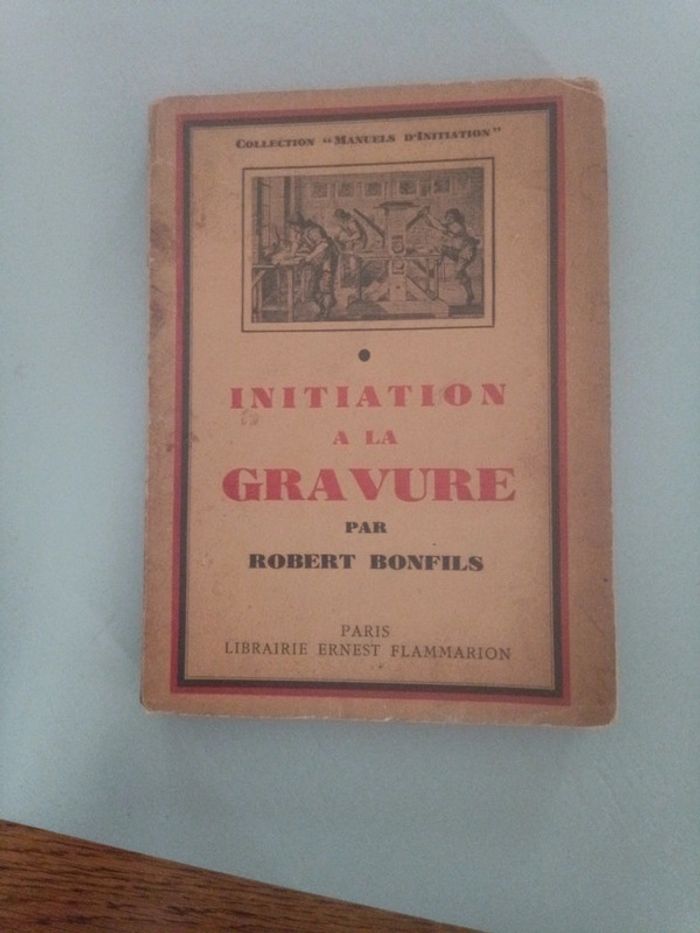 COLLECTION "MANUELS D'INITIATION"
INITIATION
A LA
GRAVURE
PAR
ROBERT BONFILS
PARIS
LIBRAIRIE ERNEST FLAMMARION